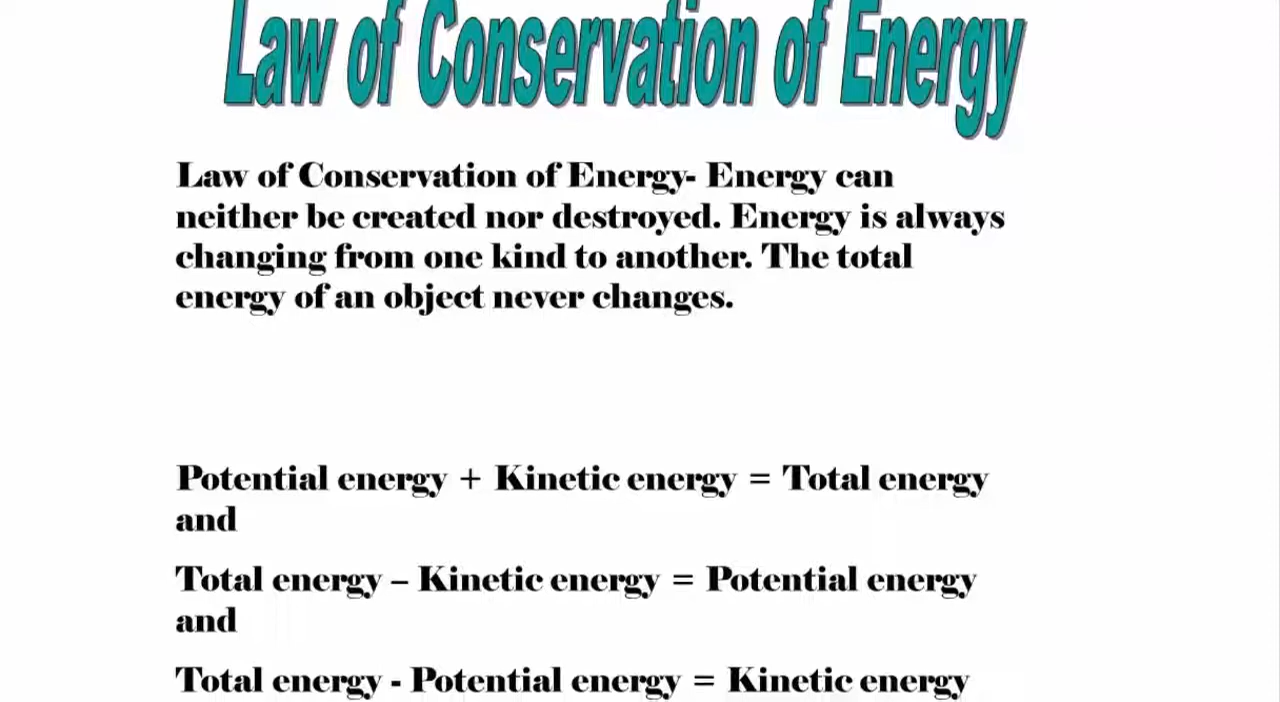 Law of Conservation of Energy
Law of Conservation of Energy- Energy can
neither be created nor destroyed. Energy is always
changing from one kind to another. The total
energy of an object never changes.
Potential energy + Kinetic energy = Total energy
and
Total energy – Kinetic energy = Potential energy
and
Total energy - Potential energy = Kinetic energy